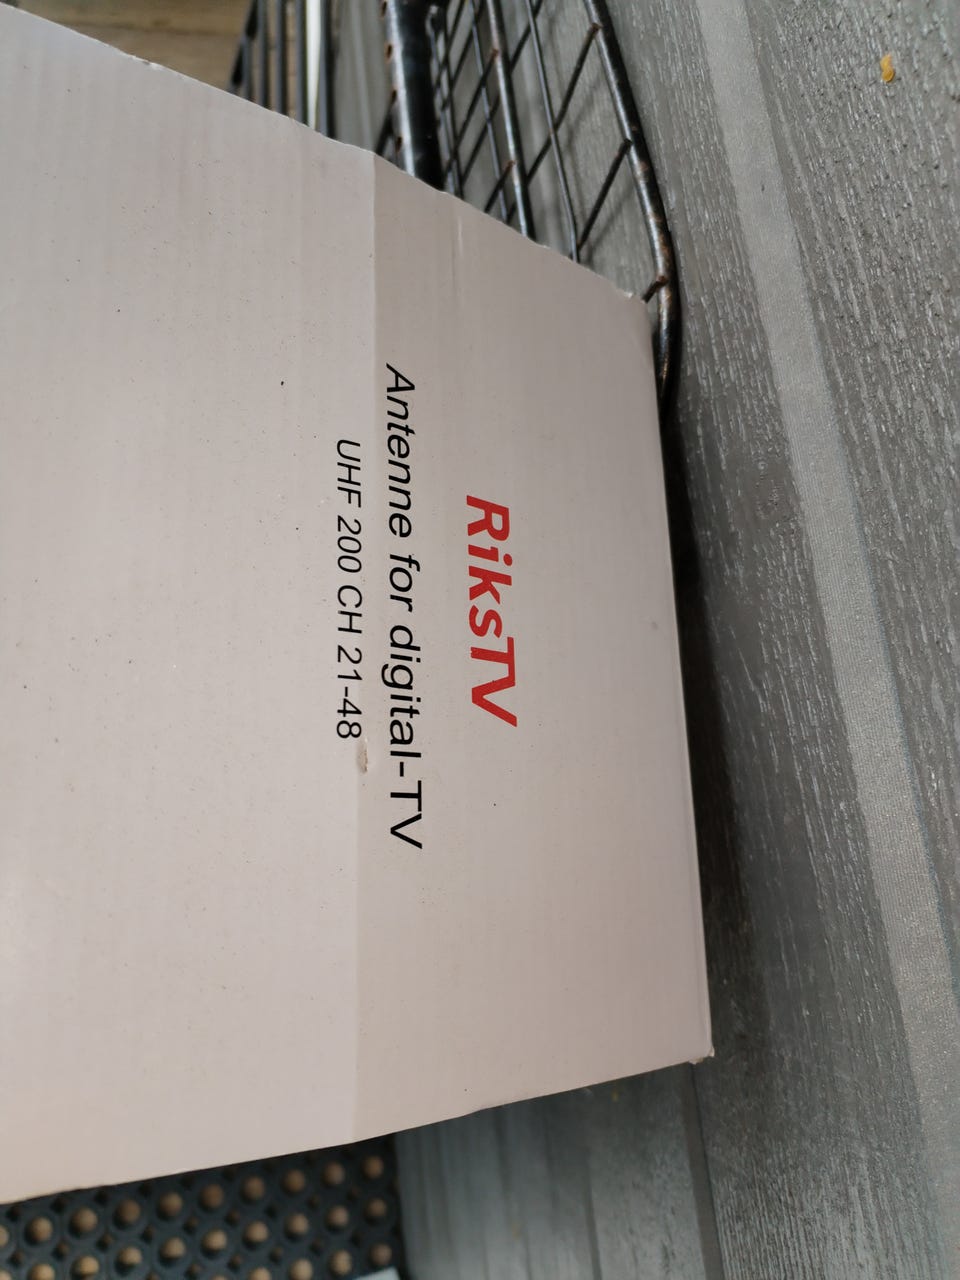 RiksTV
Antenne for digital-TV
UHF 200 CH 21-48